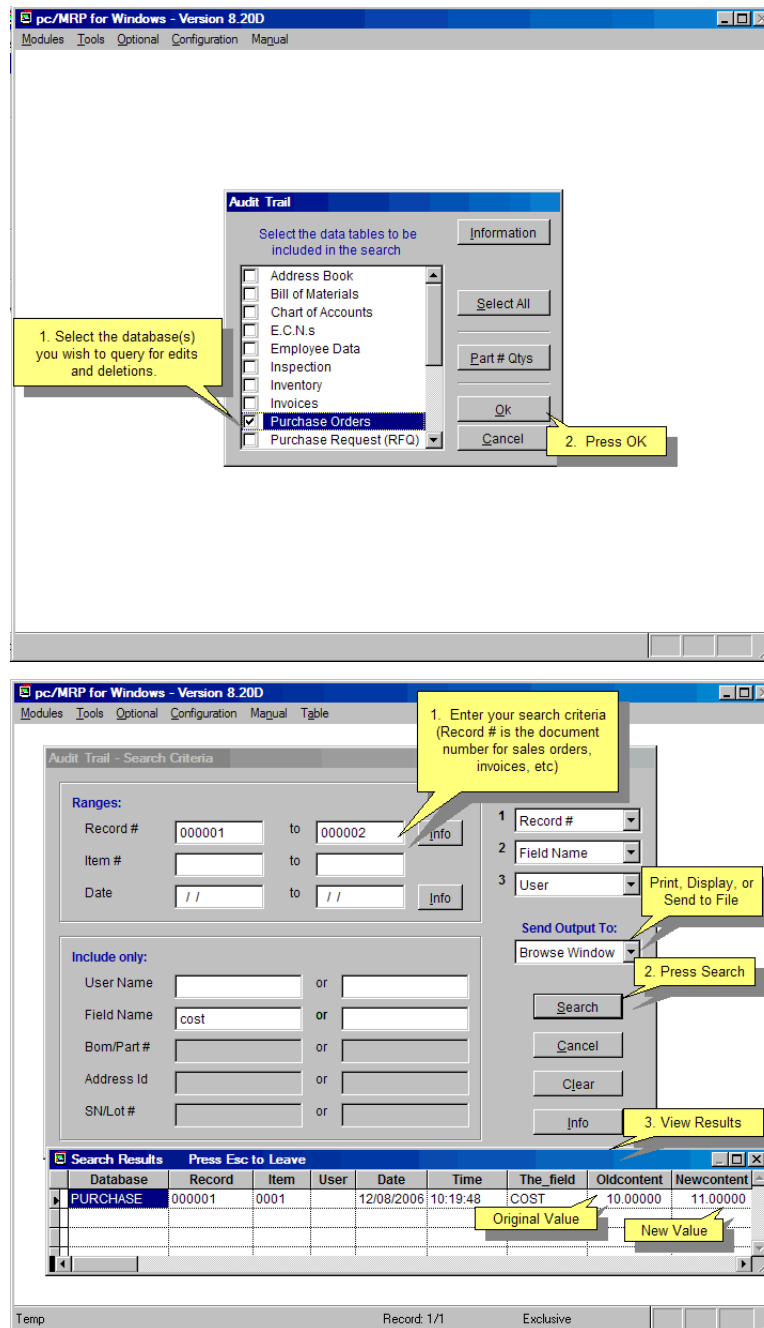 pc/MRP for Windows - Version 8.20D
Modules Tools Optional Configuration Manual
Audit Trail
Select the data tables to be
included in the search
Information
Address Book
Bill of Materials
Chart of Accounts
E.C.N.s
Employee Data
Inspection
Inventory
Invoices
Purchase Orders
Purchase Request (RFQ)
Select All
Part # Qtys
Ok
Cancel
1. Select the database(s)
you wish to query for edits
and deletions.
2. Press OK
pc/MRP for Windows - Version 8.20D
Modules Tools Optional Configuration Manual Table
1. Enter your search criteria
(Record # is the document
number for sales orders,
invoices, etc)
Audit Trail - Search Criteria
Ranges:
Record # 000001 to 000002 Info
Item # to
Date / / to / / Info
1 Record #
2 Field Name
3 User
Print, Display, or
Send to File
Send Output To:
Browse Window
2. Press Search
Include only:
User Name or
Field Name cost or
Bom/Part # or
Address Id or
SN/Lot # or
Search
Cancel
Clear
Info
3. View Results
Search Results Press Esc to Leave
Database Record Item User Date Time The_field Oldcontent Newcontent
PURCHASE 000001 0001 12/08/2006 10:19:48 COST 10.00000 11.00000
Original Value
New Value
Temp Record: 1/1 Exclusive